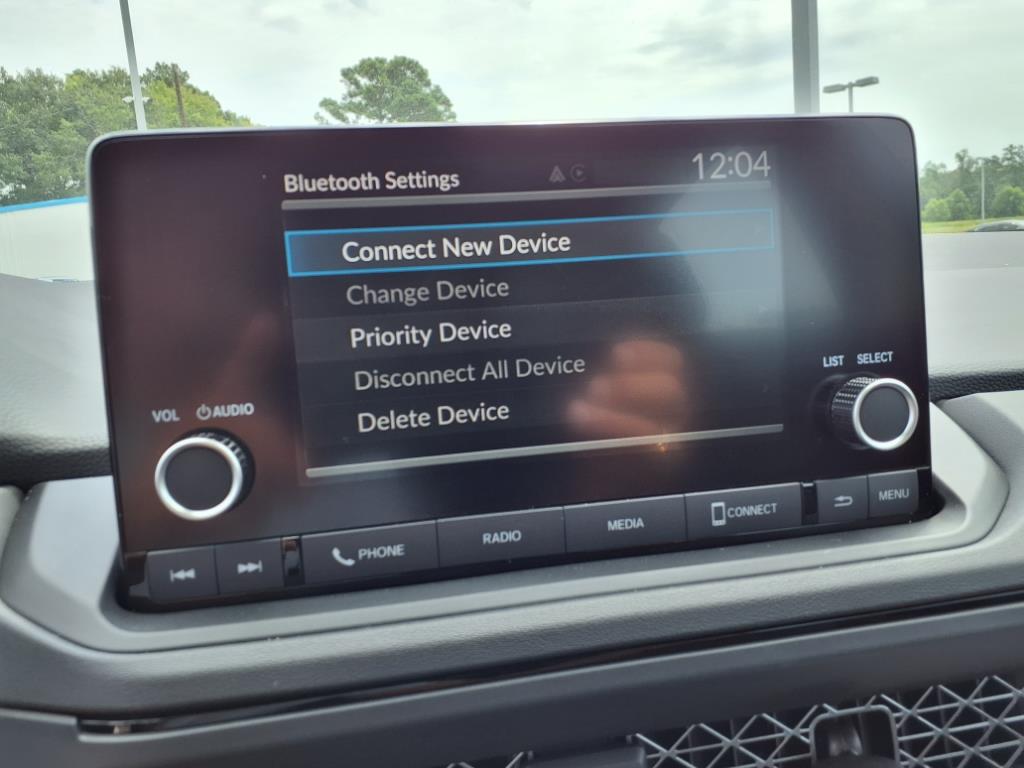 Bluetooth Settings
12:04
Connect New Device
Change Device
Priority Device
Disconnect All Device
Delete Device
VOL AUDIO
LIST SELECT
PHONE
RADIO
MEDIA
CONNECT
MENU